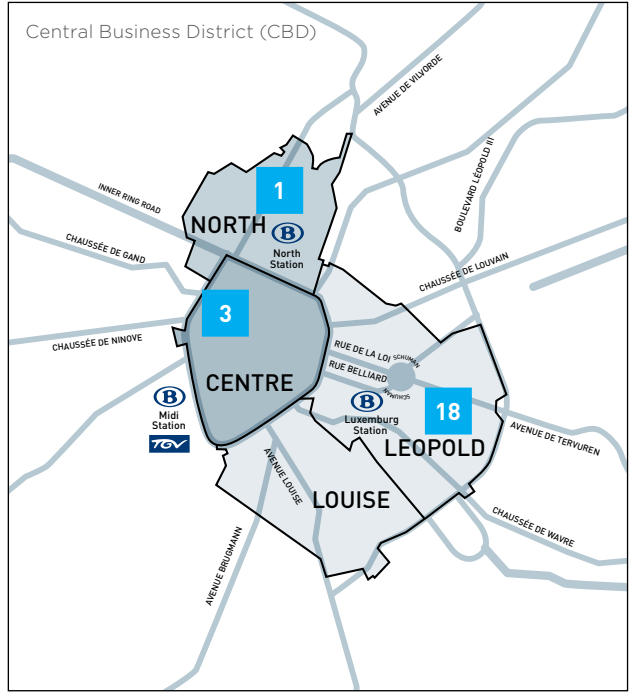 Central Business District (CBD)
AVENUE DE VILVORDE
BOULEVARD LÉOPOLD III
1
INNER RING ROAD
NORTH
B
North
Station
CHAUSSÉE DE GAND
CHAUSSÉE DE LOUVAIN
3
CHAUSSÉE DE NINOVE
RUE DE LA LOI
SCHUMAN
RUE BELLIARD
SCHUMAN
CENTRE
B
Midi
Station
TGV
B
Luxemburg
Station
18
LEOPOLD
AVENUE DE TERVUREN
AVENUE LOUISE
LOUISE
CHAUSSÉE DE WAVRE
AVENUE BRUGMANN